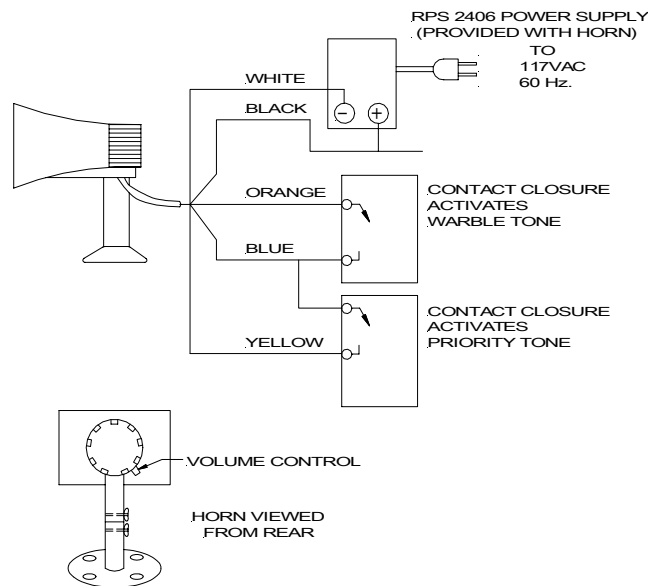 RPS 2406 POWER SUPPLY
(PROVIDED WITH HORN)
TO
117VAC
60 Hz.
WHITE
BLACK
- +
ORANGE
CONTACT CLOSURE
ACTIVATES
WARBLE TONE
BLUE
CONTACT CLOSURE
ACTIVATES
PRIORITY TONE
YELLOW
VOLUME CONTROL
HORN VIEWED
FROM REAR